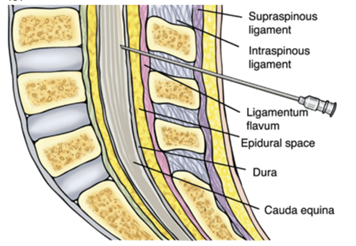 Supraspinous
ligament
Intraspinous
ligament
Ligamentum
flavum
Epidural space
Dura
Cauda equina